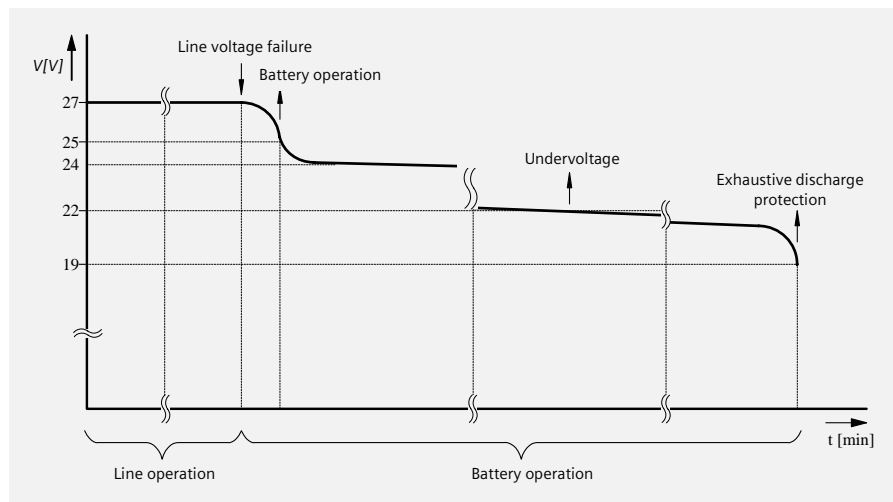 Line voltage failure
V[V]
Battery operation
27
25
24
Undervoltage
Exhaustive discharge
protection
22
19
t [min]
Line operation
Battery operation